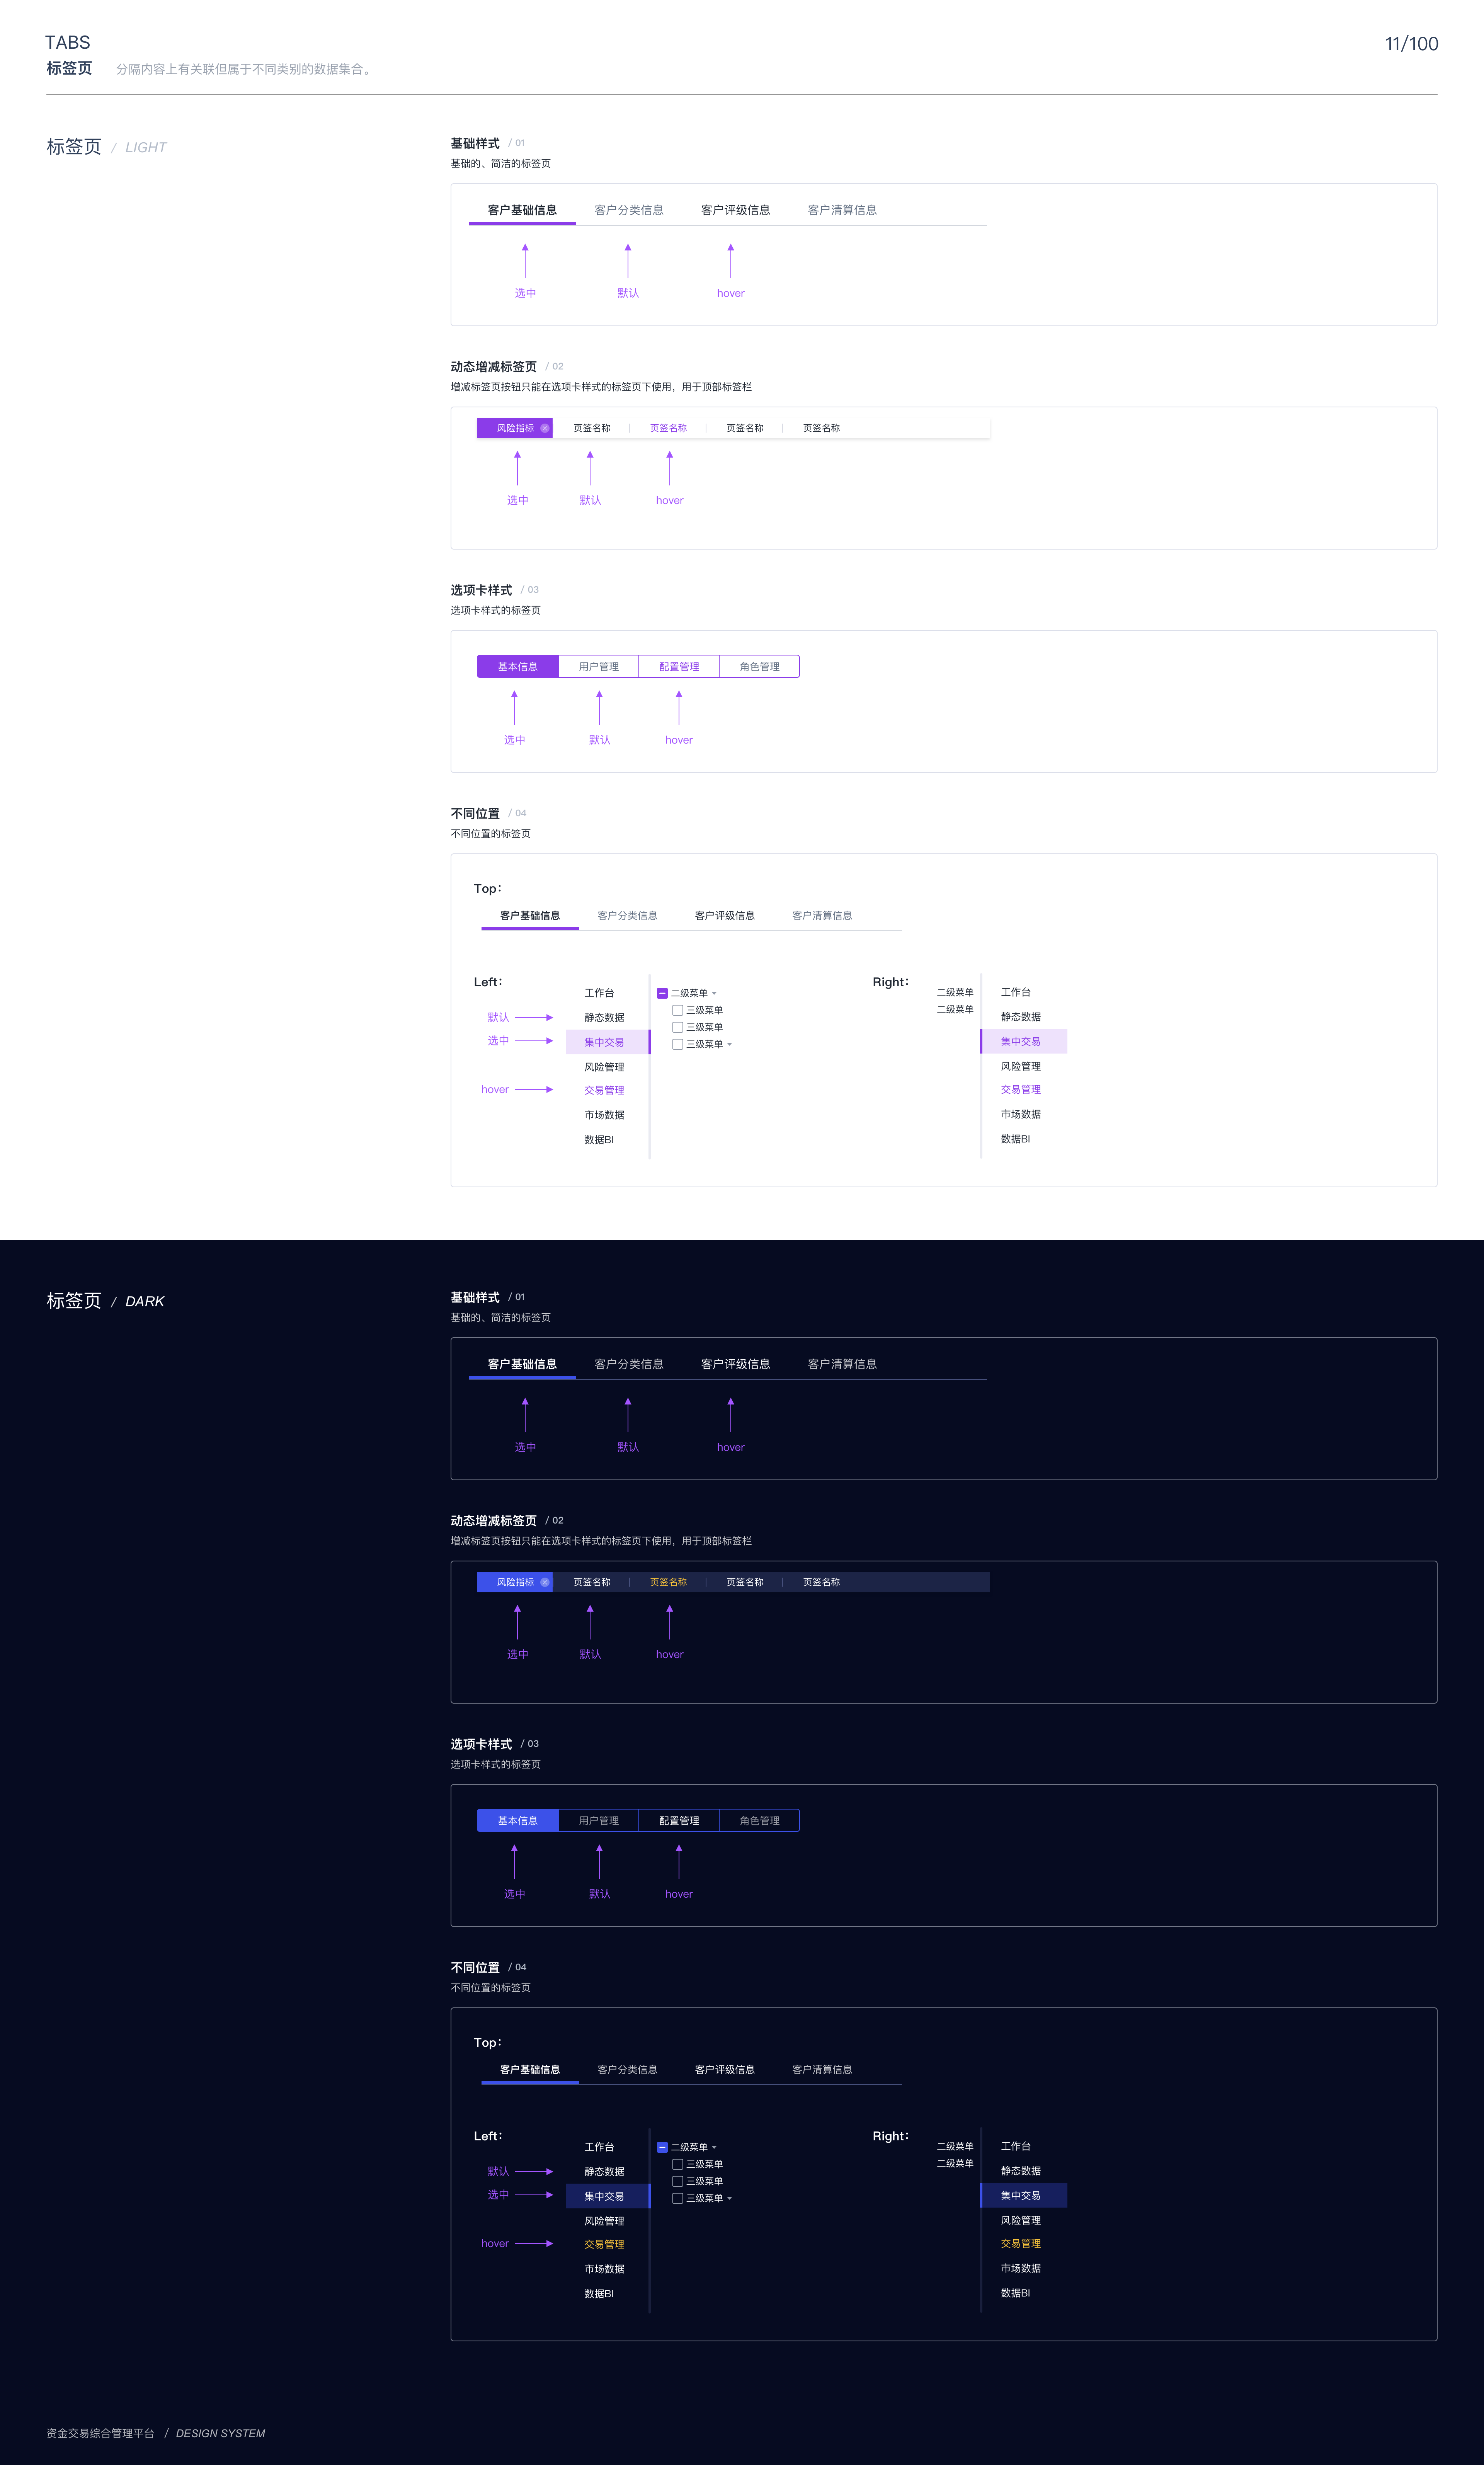 TABS
11/100
标签页 分隔内容上有关联但属于不同类别的数据集合。
标签页 / LIGHT
基础样式 / 01
基础的、简洁的标签页
客户基础信息 客户分类信息 客户评级信息 客户清算信息
选中 默认 hover
动态增减标签页 / 02
增减标签页按钮只能在选项卡样式的标签页下使用，用于顶部标签栏
风险指标 页签名称 页签名称 页签名称 页签名称
选中 默认 hover
选项卡样式 / 03
选项卡样式的标签页
基本信息 用户管理 配置管理 角色管理
选中 默认 hover
不同位置 / 04
不同位置的标签页
Top：
客户基础信息 客户分类信息 客户评级信息 客户清算信息
Left：
默认
选中
hover
工作台
静态数据
集中交易
风险管理
交易管理
市场数据
数据BI
二级菜单
三级菜单
三级菜单
三级菜单
Right：
二级菜单
二级菜单
工作台
静态数据
集中交易
风险管理
交易管理
市场数据
数据BI
标签页 / DARK
基础样式 / 01
基础的、简洁的标签页
客户基础信息 客户分类信息 客户评级信息 客户清算信息
选中 默认 hover
动态增减标签页 / 02
增减标签页按钮只能在选项卡样式的标签页下使用，用于顶部标签栏
风险指标 页签名称 页签名称 页签名称 页签名称
选中 默认 hover
选项卡样式 / 03
选项卡样式的标签页
基本信息 用户管理 配置管理 角色管理
选中 默认 hover
不同位置 / 04
不同位置的标签页
Top：
客户基础信息 客户分类信息 客户评级信息 客户清算信息
Left：
默认
选中
hover
工作台
静态数据
集中交易
风险管理
交易管理
市场数据
数据BI
二级菜单
三级菜单
三级菜单
三级菜单
Right：
二级菜单
二级菜单
工作台
静态数据
集中交易
风险管理
交易管理
市场数据
数据BI
资金交易综合管理平台 / DESIGN SYSTEM